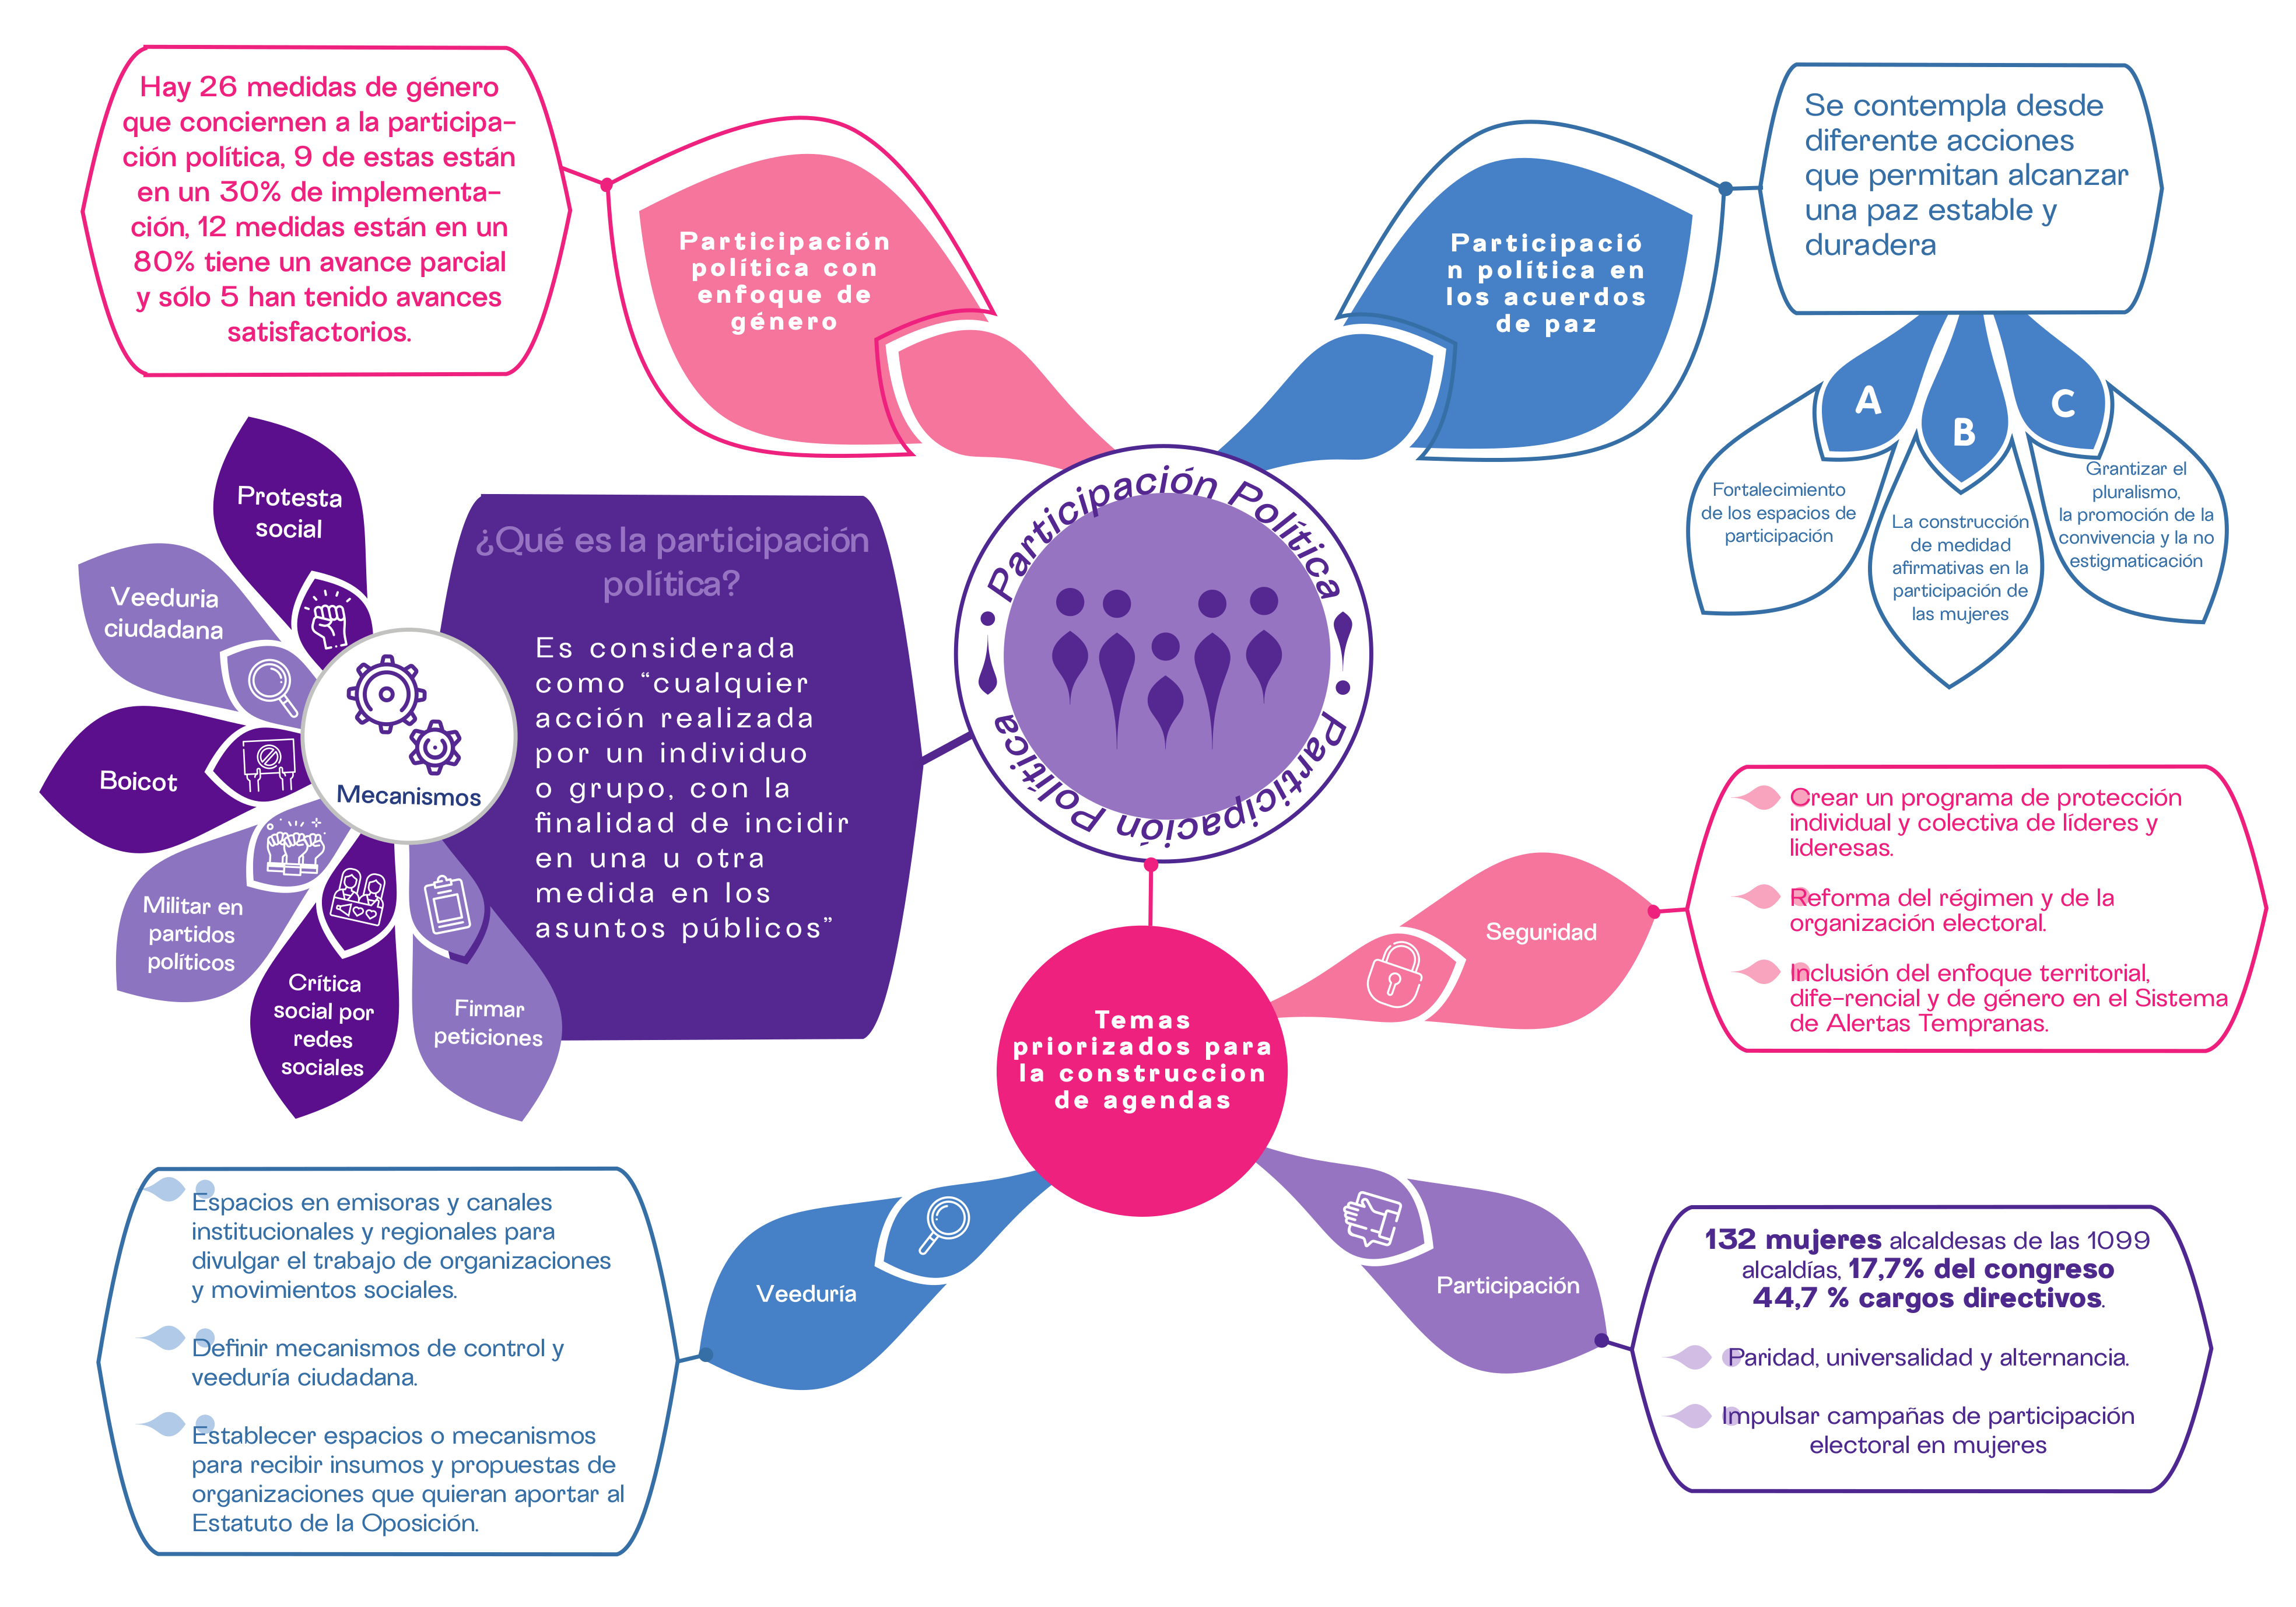 Hay 26 medidas de género
que conciernen a la participa-
ción política, 9 de estas están
en un 30% de implementa-
ción, 12 medidas están en un
80% tiene un avance parcial
y sólo 5 han tenido avances
satisfactorios.
Participación
política con
enfoque de
género
Participació
n política en
los acuerdos
de paz
Se contempla desde
diferente acciones
que permitan alcanzar
una paz estable y
duradera
A
B
C
Fortalecimiento
de los espacios de
participación
La construcción
de medidad
afirmativas en la
participación de
las mujeres
Grantizar el
pluralismo,
la promoción de la
convivencia y la no
estigmaticación
Participación Política
Participación Política
¿Qué es la participación
política?
Es considerada
como “cualquier
acción realizada
por un individuo
o grupo, con la
finalidad de incidir
en una u otra
medida en los
asuntos públicos”
Mecanismos
Protesta
social
Veeduria
ciudadana
Boicot
Militar en
partidos
políticos
Crítica
social por
redes
sociales
Firmar
peticiones
Temas
priorizados para
la construccion
de agendas
Seguridad
Crear un programa de protección
individual y colectiva de líderes y
lideresas.
Reforma del régimen y de la
organización electoral.
Inclusión del enfoque territorial,
dife-rencial y de género en el Sistema
de Alertas Tempranas.
Veeduría
Espacios en emisoras y canales
institucionales y regionales para
divulgar el trabajo de organizaciones
y movimientos sociales.
Definir mecanismos de control y
veeduría ciudadana.
Establecer espacios o mecanismos
para recibir insumos y propuestas de
organizaciones que quieran aportar al
Estatuto de la Oposición.
Participación
132 mujeres alcaldesas de las 1099
alcaldías, 17,7% del congreso
44,7 % cargos directivos.
Paridad, universalidad y alternancia.
Impulsar campañas de participación
electoral en mujeres